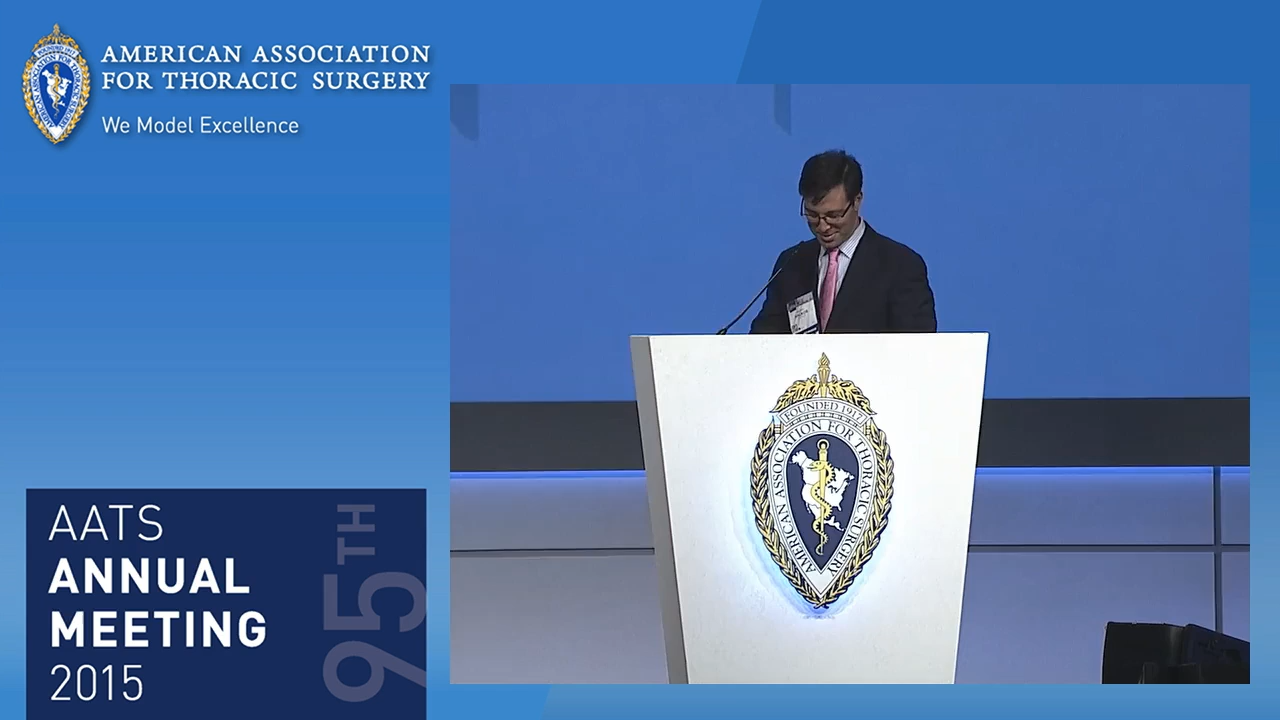 AMERICAN ASSOCIATION
FOR THORACIC SURGERY
We Model Excellence
AATS
ANNUAL
MEETING
2015
95TH
FOUNDED 1917
AMERICAN ASSOCIATION FOR THORACIC SURGERY